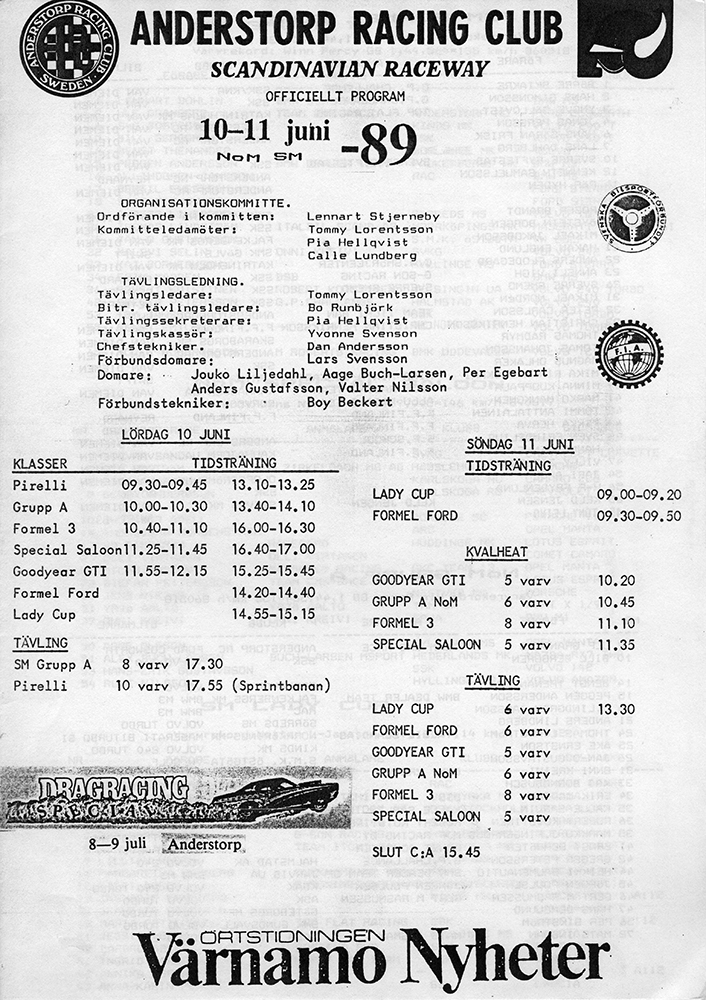 ANDERSTORP RACING CLUB
SWEDEN
ANDERSTORP RACING CLUB
SCANDINAVIAN RACEWAY
OFFICIELLT PROGRAM
10–11 juni -89
NoM SM
SVENSKA BILSPORTFÖRBUNDET
F.I.A.
ORGANISATIONSKOMMITTE.
Ordförande i kommitten: Lennart Stjerneby
Kommitteledamöter: Tommy Lorentsson
Pia Hellqvist
Calle Lundberg
TÄVLINGSLEDNING.
Tävlingsledare: Tommy Lorentsson
Bitr. tävlingsledare: Bo Runbjörk
Tävlingssekreterare: Pia Hellqvist
Tävlingskassör: Yvonne Svenson
Chefstekniker. Dan Andersson
Förbundsdomare: Lars Svensson
Domare: Jouko Liljedahl, Aage Buch-Larsen, Per Egebart
Anders Gustafsson, Valter Nilsson
Förbundstekniker: Boy Beckert
LÖRDAG 10 JUNI
KLASSER TIDSTRÄNING
Pirelli 09.30-09.45 13.10-13.25
Grupp A 10.00-10.30 13.40-14.10
Formel 3 10.40-11.10 16.00-16.30
Special Saloon 11.25-11.45 16.40-17.00
Goodyear GTI 11.55-12.15 15.25-15.45
Formel Ford 14.20-14.40
Lady Cup 14.55-15.15
TÄVLING
SM Grupp A 8 varv 17.30
Pirelli 10 varv 17.55 (Sprintbanan)
SÖNDAG 11 JUNI
TIDSTRÄNING
LADY CUP 09.00-09.20
FORMEL FORD 09.30-09.50
KVALHEAT
GOODYEAR GTI 5 varv 10.20
GRUPP A NoM 6 varv 10.45
FORMEL 3 8 varv 11.10
SPECIAL SALOON 5 varv 11.35
TÄVLING
LADY CUP 6 varv 13.30
FORMEL FORD 6 varv
GOODYEAR GTI 5 varv
GRUPP A NoM 6 varv
FORMEL 3 8 varv
SPECIAL SALOON 5 varv
SLUT C:A 15.45
DRAGRACING
SPECIAL
8—9 juli Anderstorp
ORTSTIDNINGEN
Värnamo Nyheter